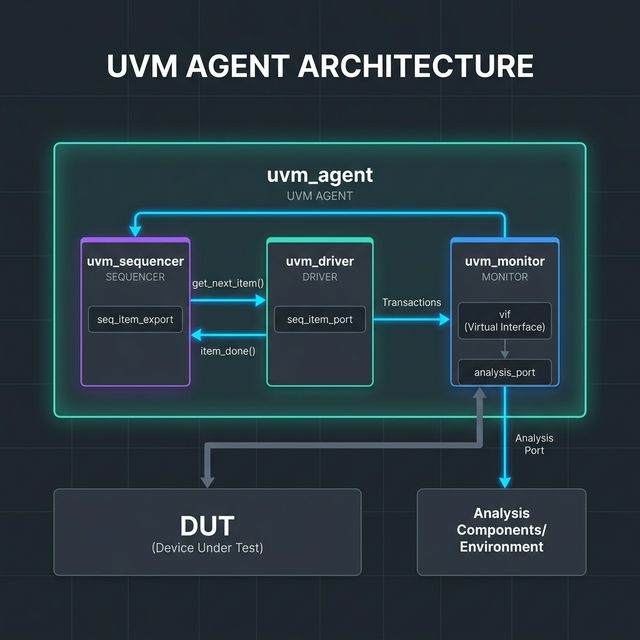 UVM AGENT ARCHITECTURE
uvm_agent
UVM AGENT
uvm_sequencer
SEQUENCER
seq_item_export
get_next_item()
item_done()
uvm_driver
DRIVER
seq_item_port
Transactions
uvm_monitor
MONITOR
vif
(Virtual Interface)
analysis_port
Analysis
Port
DUT
(Device Under Test)
Analysis
Components/
Environment